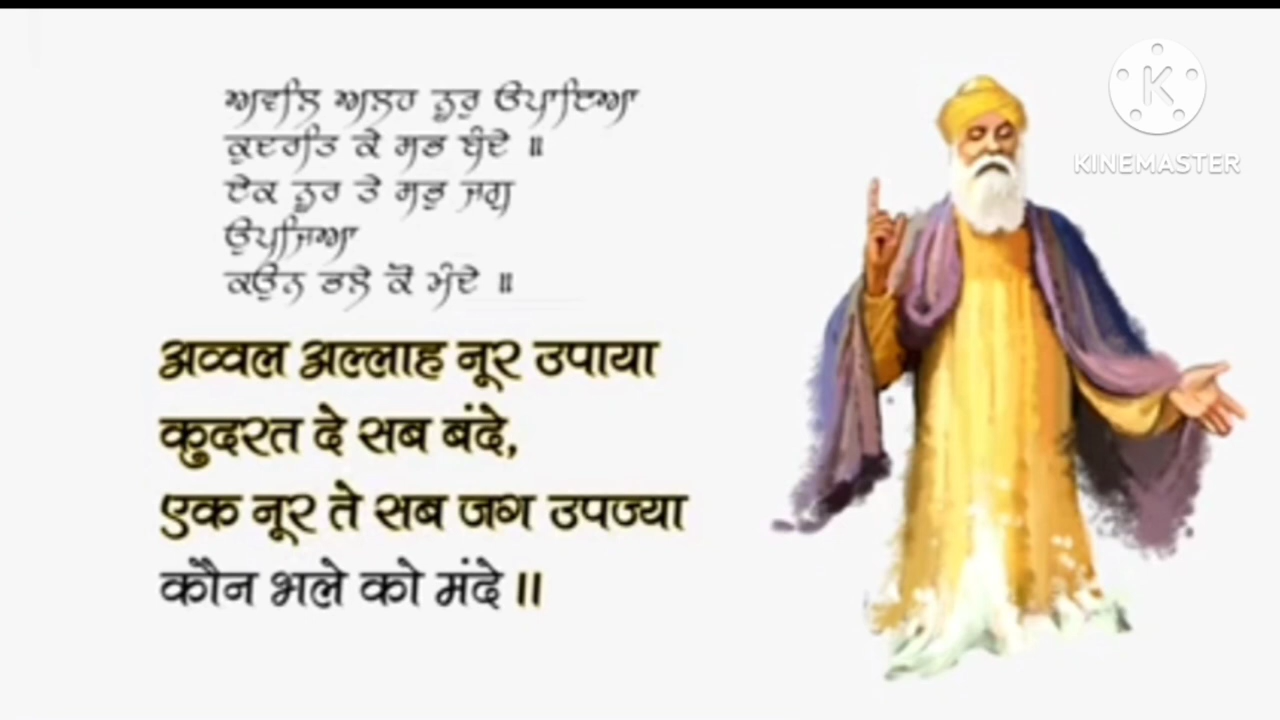 ਅਵਲਿ ਅਲਹ ਨੂਰੁ ਓਪਾਇਆ
ਕੁਦਰਤਿ ਕੇ ਸਭ ਬੰਦੇ ॥
ਏਕ ਨੂਰ ਤੇ ਸਭੁ ਜਗੁ
ਉਪਜਿਆ
ਕਉਨ ਭਲੇ ਕੋ ਮੰਦੇ ॥
अव्वल अल्लाह नूर उपाया
कुदरत दे सब बंदे,
एक नूर ते सब जग उपज्या
कौन भले को मंदे ॥
K
KINEMASTER